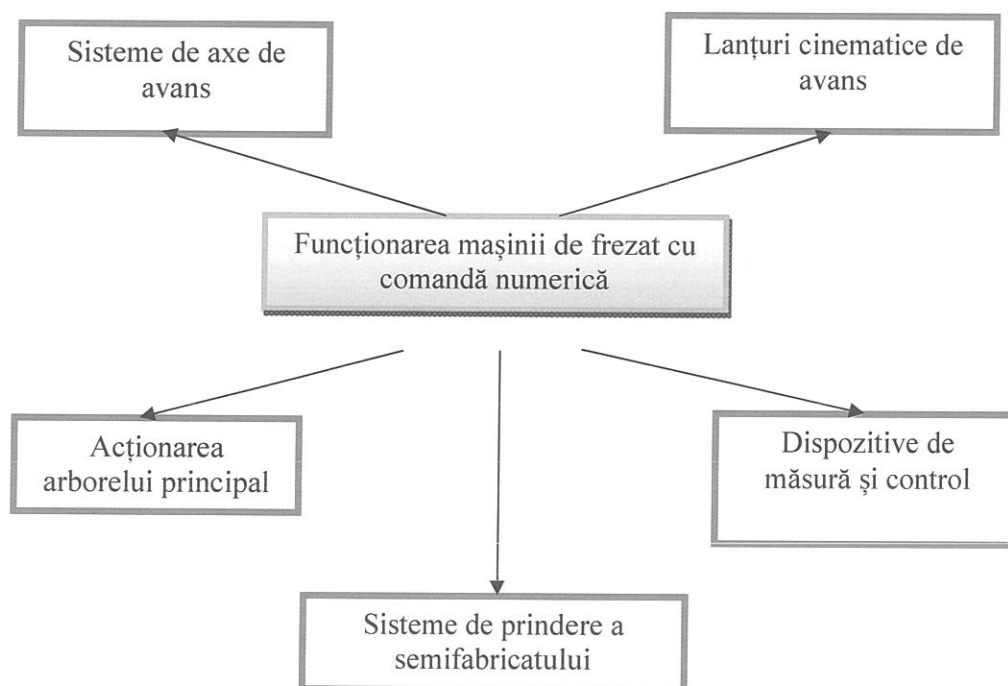 Sisteme de axe de
avans
Lanțuri cinematice de
avans
Funcționarea mașinii de frezat cu
comandă numerică
Acționarea
arborelui principal
Dispozitive de
măsură și control
Sisteme de prindere a
semifabricatului